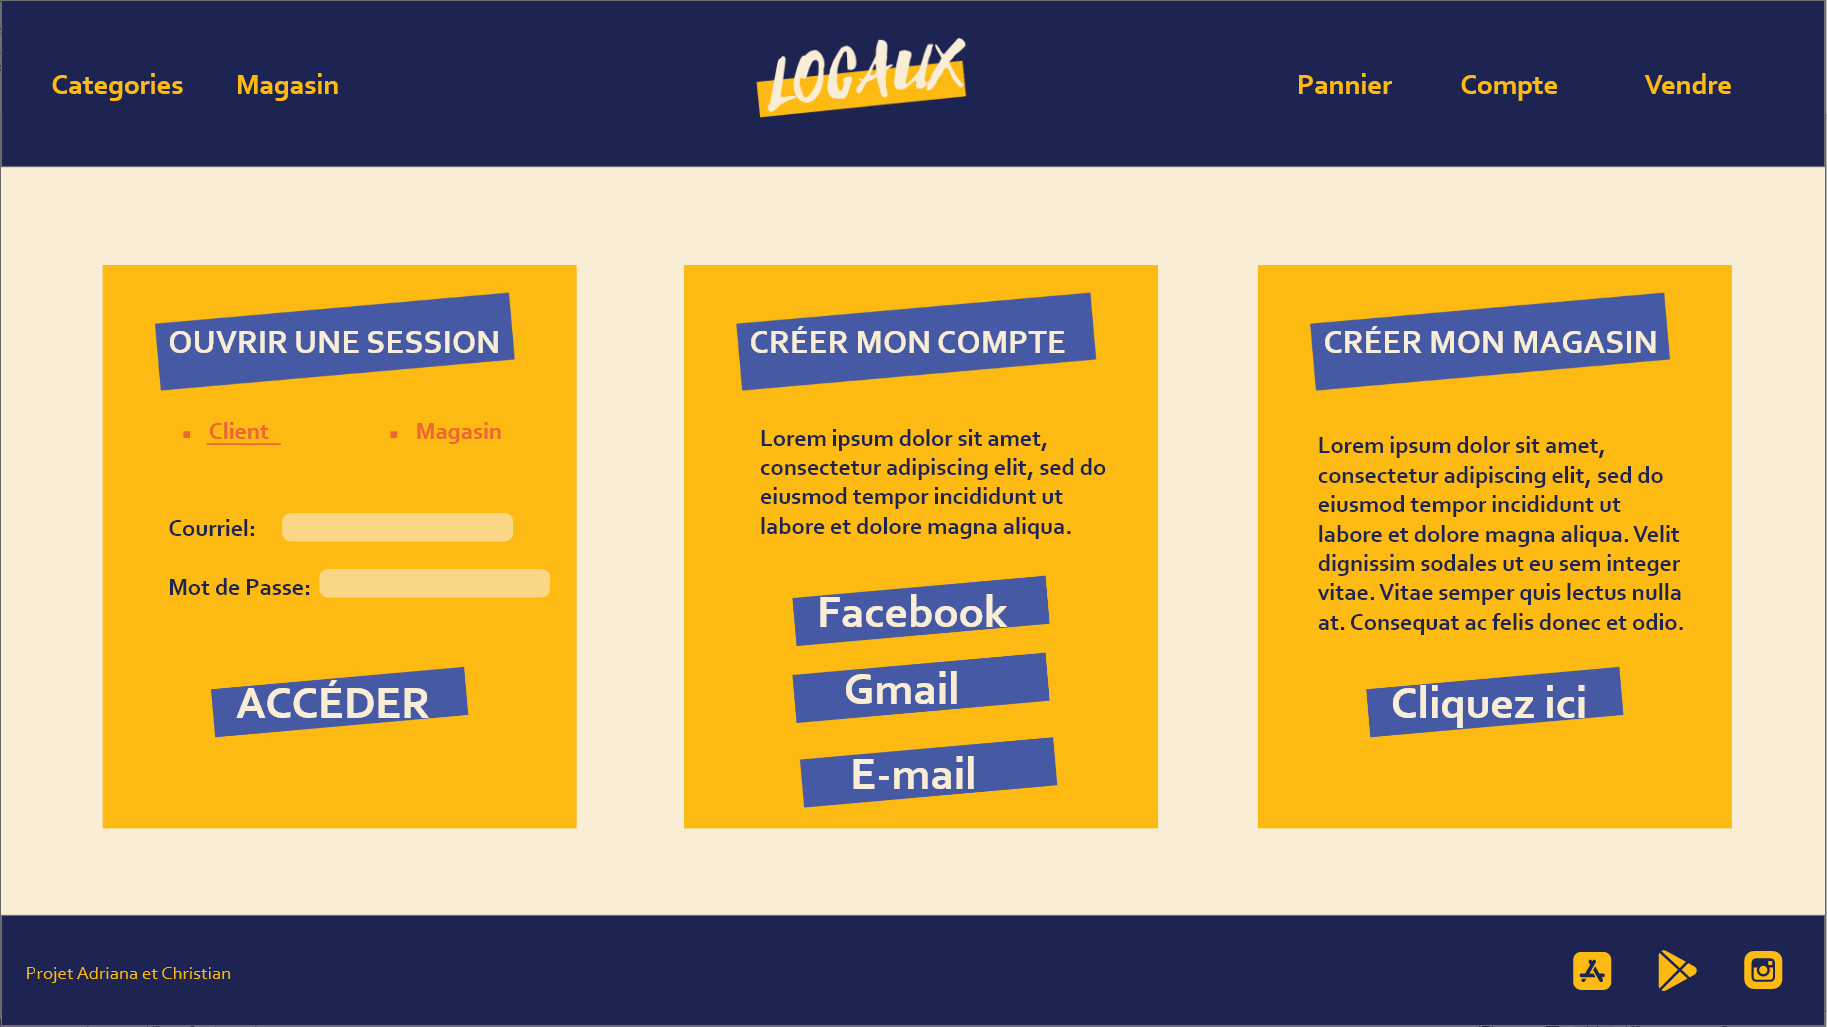 Categories Magasin LOCAUX Pannier Compte Vendre
OUVRIR UNE SESSION
Client Magasin
Courriel:
Mot de Passe:
ACCÉDER
CRÉER MON COMPTE
Lorem ipsum dolor sit amet,
consectetur adipiscing elit, sed do
eiusmod tempor incididunt ut
labore et dolore magna aliqua.
Facebook
Gmail
E-mail
CRÉER MON MAGASIN
Lorem ipsum dolor sit amet,
consectetur adipiscing elit, sed do
eiusmod tempor incididunt ut
labore et dolore magna aliqua. Velit
dignissim sodales ut eu sem integer
vitae. Vitae semper quis lectus nulla
at. Consequat ac felis donec et odio.
Cliquez ici
Projet Adriana et Christian